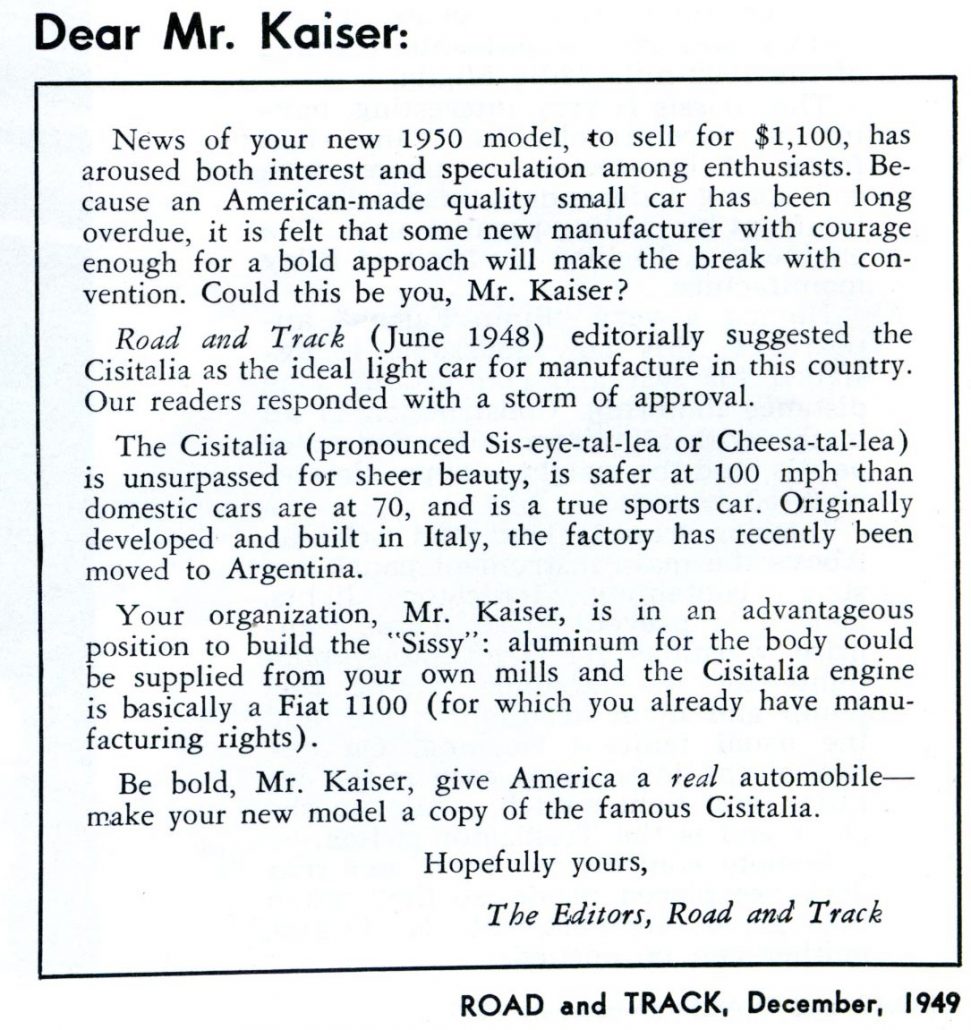 Dear Mr. Kaiser:
News of your new 1950 model, to sell for $1,100, has
aroused both interest and speculation among enthusiasts. Be-
cause an American-made quality small car has been long
overdue, it is felt that some new manufacturer with courage
enough for a bold approach will make the break with con-
vention. Could this be you, Mr. Kaiser?
Road and Track (June 1948) editorially suggested the
Cisitalia as the ideal light car for manufacture in this country.
Our readers responded with a storm of approval.
The Cisitalia (pronounced Sis-eye-tal-lea or Cheesa-tal-lea)
is unsurpassed for sheer beauty, is safer at 100 mph than
domestic cars are at 70, and is a true sports car. Originally
developed and built in Italy, the factory has recently been
moved to Argentina.
Your organization, Mr. Kaiser, is in an advantageous
position to build the "Sissy": aluminum for the body could
be supplied from your own mills and the Cisitalia engine
is basically a Fiat 1100 (for which you already have manu-
facturing rights).
Be bold, Mr. Kaiser, give America a real automobile—
make your new model a copy of the famous Cisitalia.
Hopefully yours,
The Editors, Road and Track
ROAD and TRACK, December, 1949